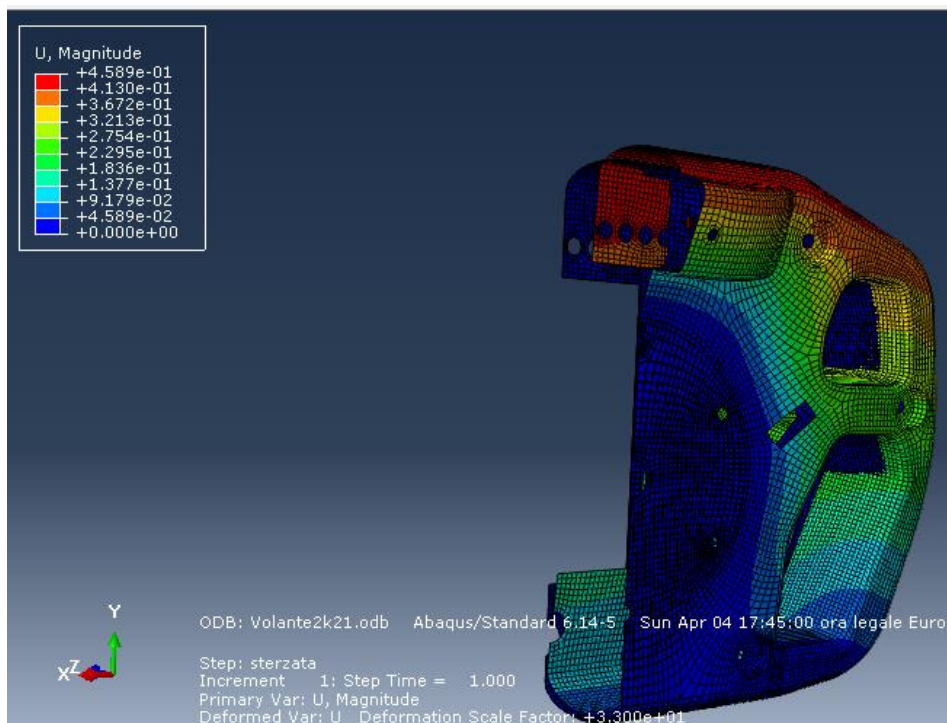 U, Magnitude
+4.589e-01
+4.130e-01
+3.672e-01
+3.213e-01
+2.754e-01
+2.295e-01
+1.836e-01
+1.377e-01
+9.179e-02
+4.589e-02
+0.000e+00
Y
Z
X
ODB: Volante2k21.odb Abaqus/Standard 6.14-5 Sun Apr 04 17:45:00 ora legale Euro
Step: sterzata
Increment 1: Step Time = 1.000
Primary Var: U, Magnitude
Deformed Var: U Deformation Scale Factor: +3.300e+01